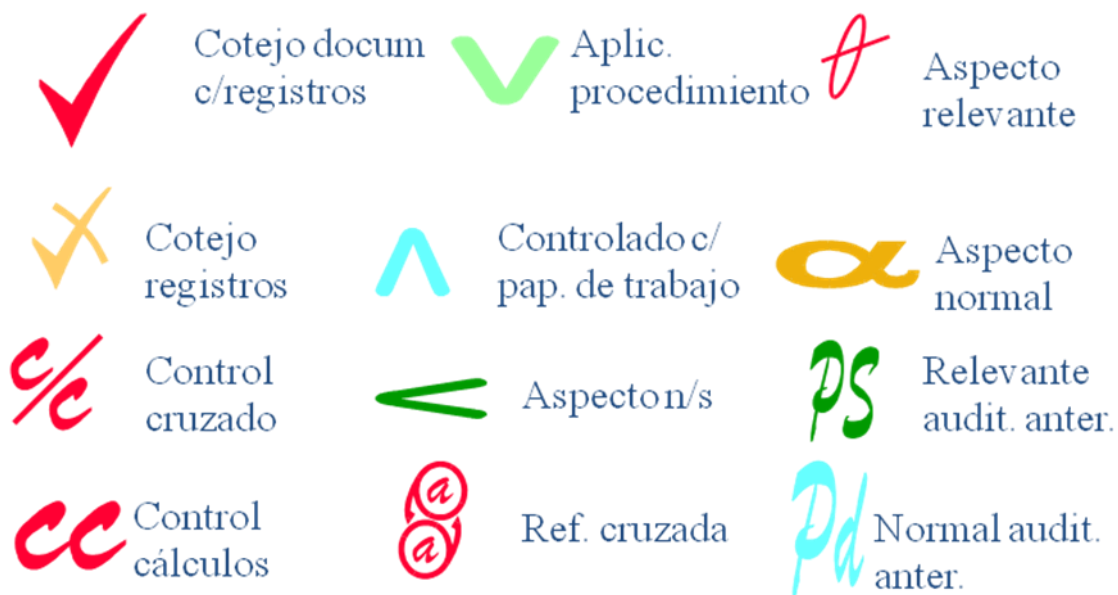 Cotejo docum
c/registros
Aplic.
procedimiento
Aspecto
relevante
Cotejo
registros
Controlado c/
pap. de trabajo
α
Aspecto
normal
c/c
Control
cruzado
<
Aspecto n/s
PS
Relevante
audit. anter.
cc
Control
cálculos
a
a
Ref. cruzada
Pd
Normal audit.
anter.